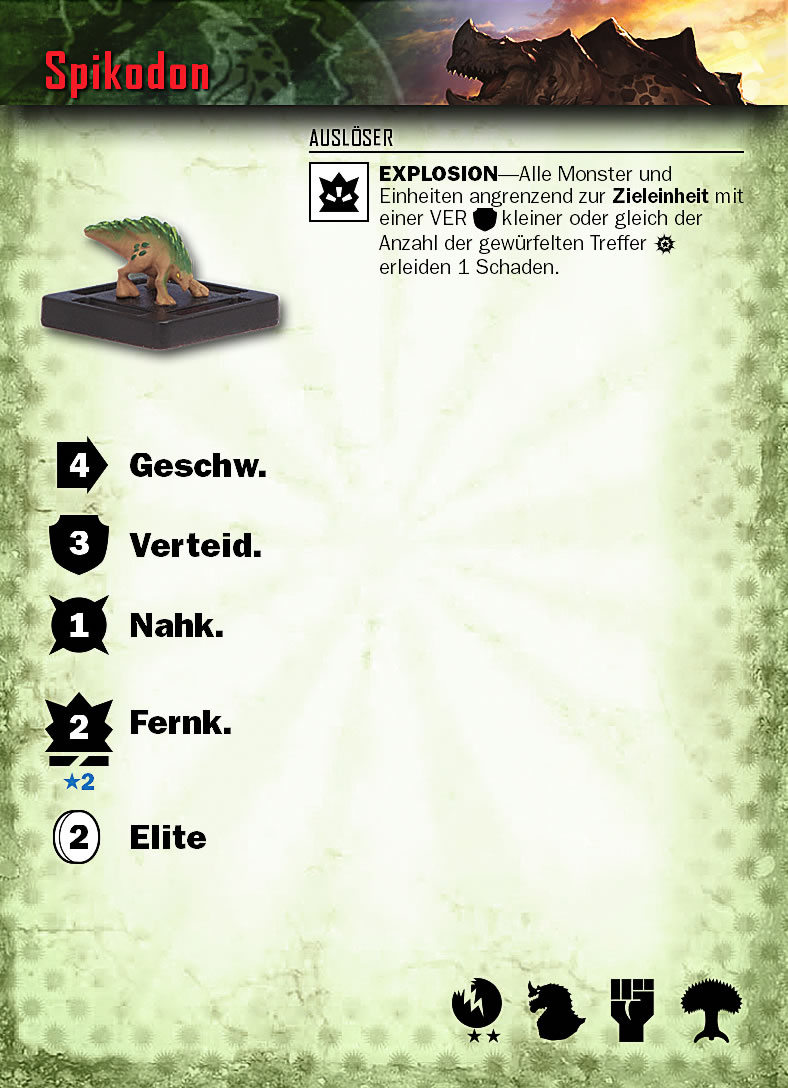 Spikodon
AUSLÖSER
EXPLOSION—Alle Monster und
Einheiten angrenzend zur Zieleinheit mit
einer VER kleiner oder gleich der
Anzahl der gewürfelten Treffer
erleiden 1 Schaden.
4 Geschw.
3 Verteid.
1 Nahk.
2 Fernk.
★2
2 Elite